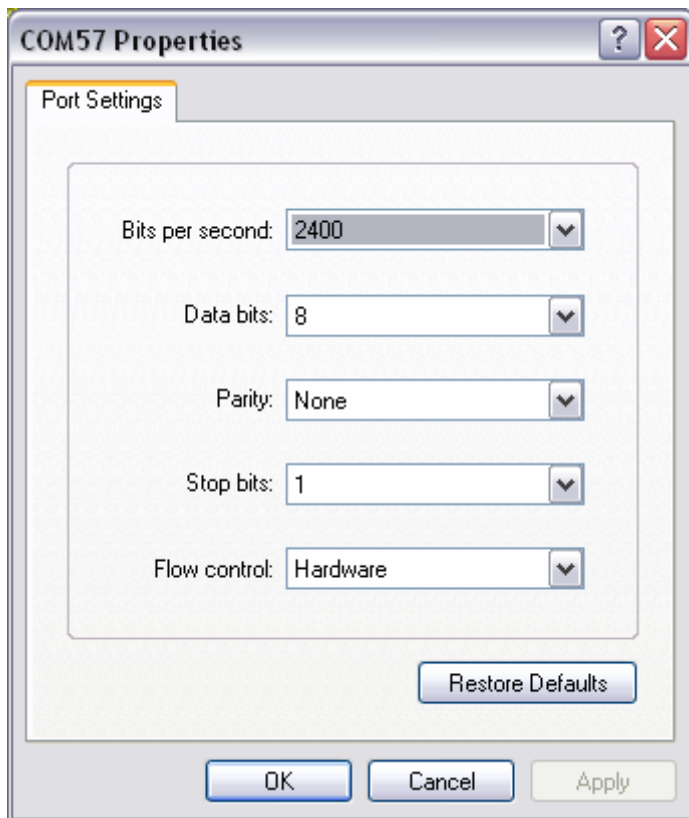 COM57 Properties
Port Settings
Bits per second: 2400
Data bits: 8
Parity: None
Stop bits: 1
Flow control: Hardware
Restore Defaults
OK Cancel Apply